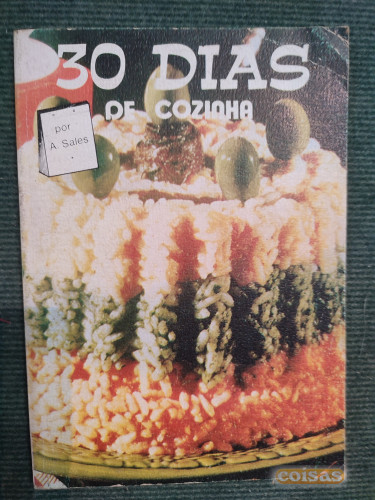 30 DIAS
DE COZINHA
por
A. Sales
coisas